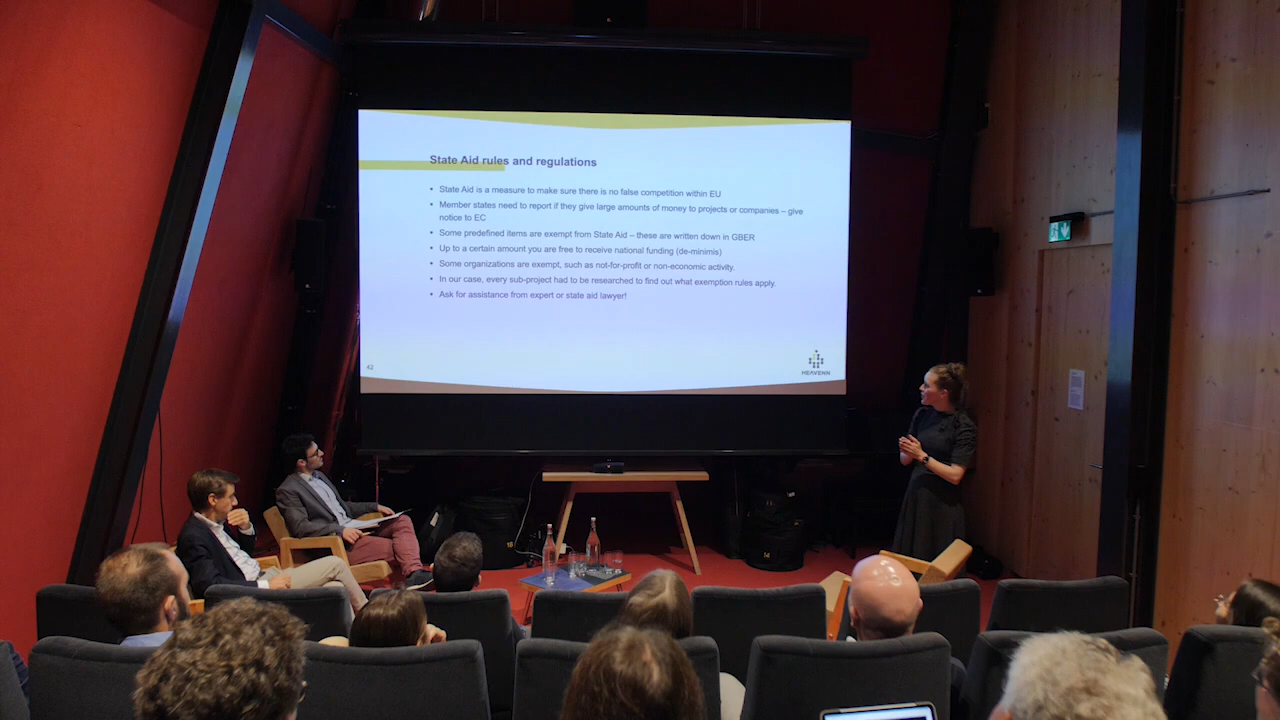 State Aid rules and regulations
• State Aid is a measure to make sure there is no false competition within EU
• Member states need to report if they give large amounts of money to projects or companies – give
notice to EC
• Some predefined items are exempt from State Aid – these are written down in GBER
• Up to a certain amount you are free to receive national funding (de-minimis)
• Some organizations are exempt, such as not-for-profit or non-economic activity.
• In our case, every sub-project had to be researched to find out what exemption rules apply.
• Ask for assistance from expert or state aid lawyer!
42
HEAVENN